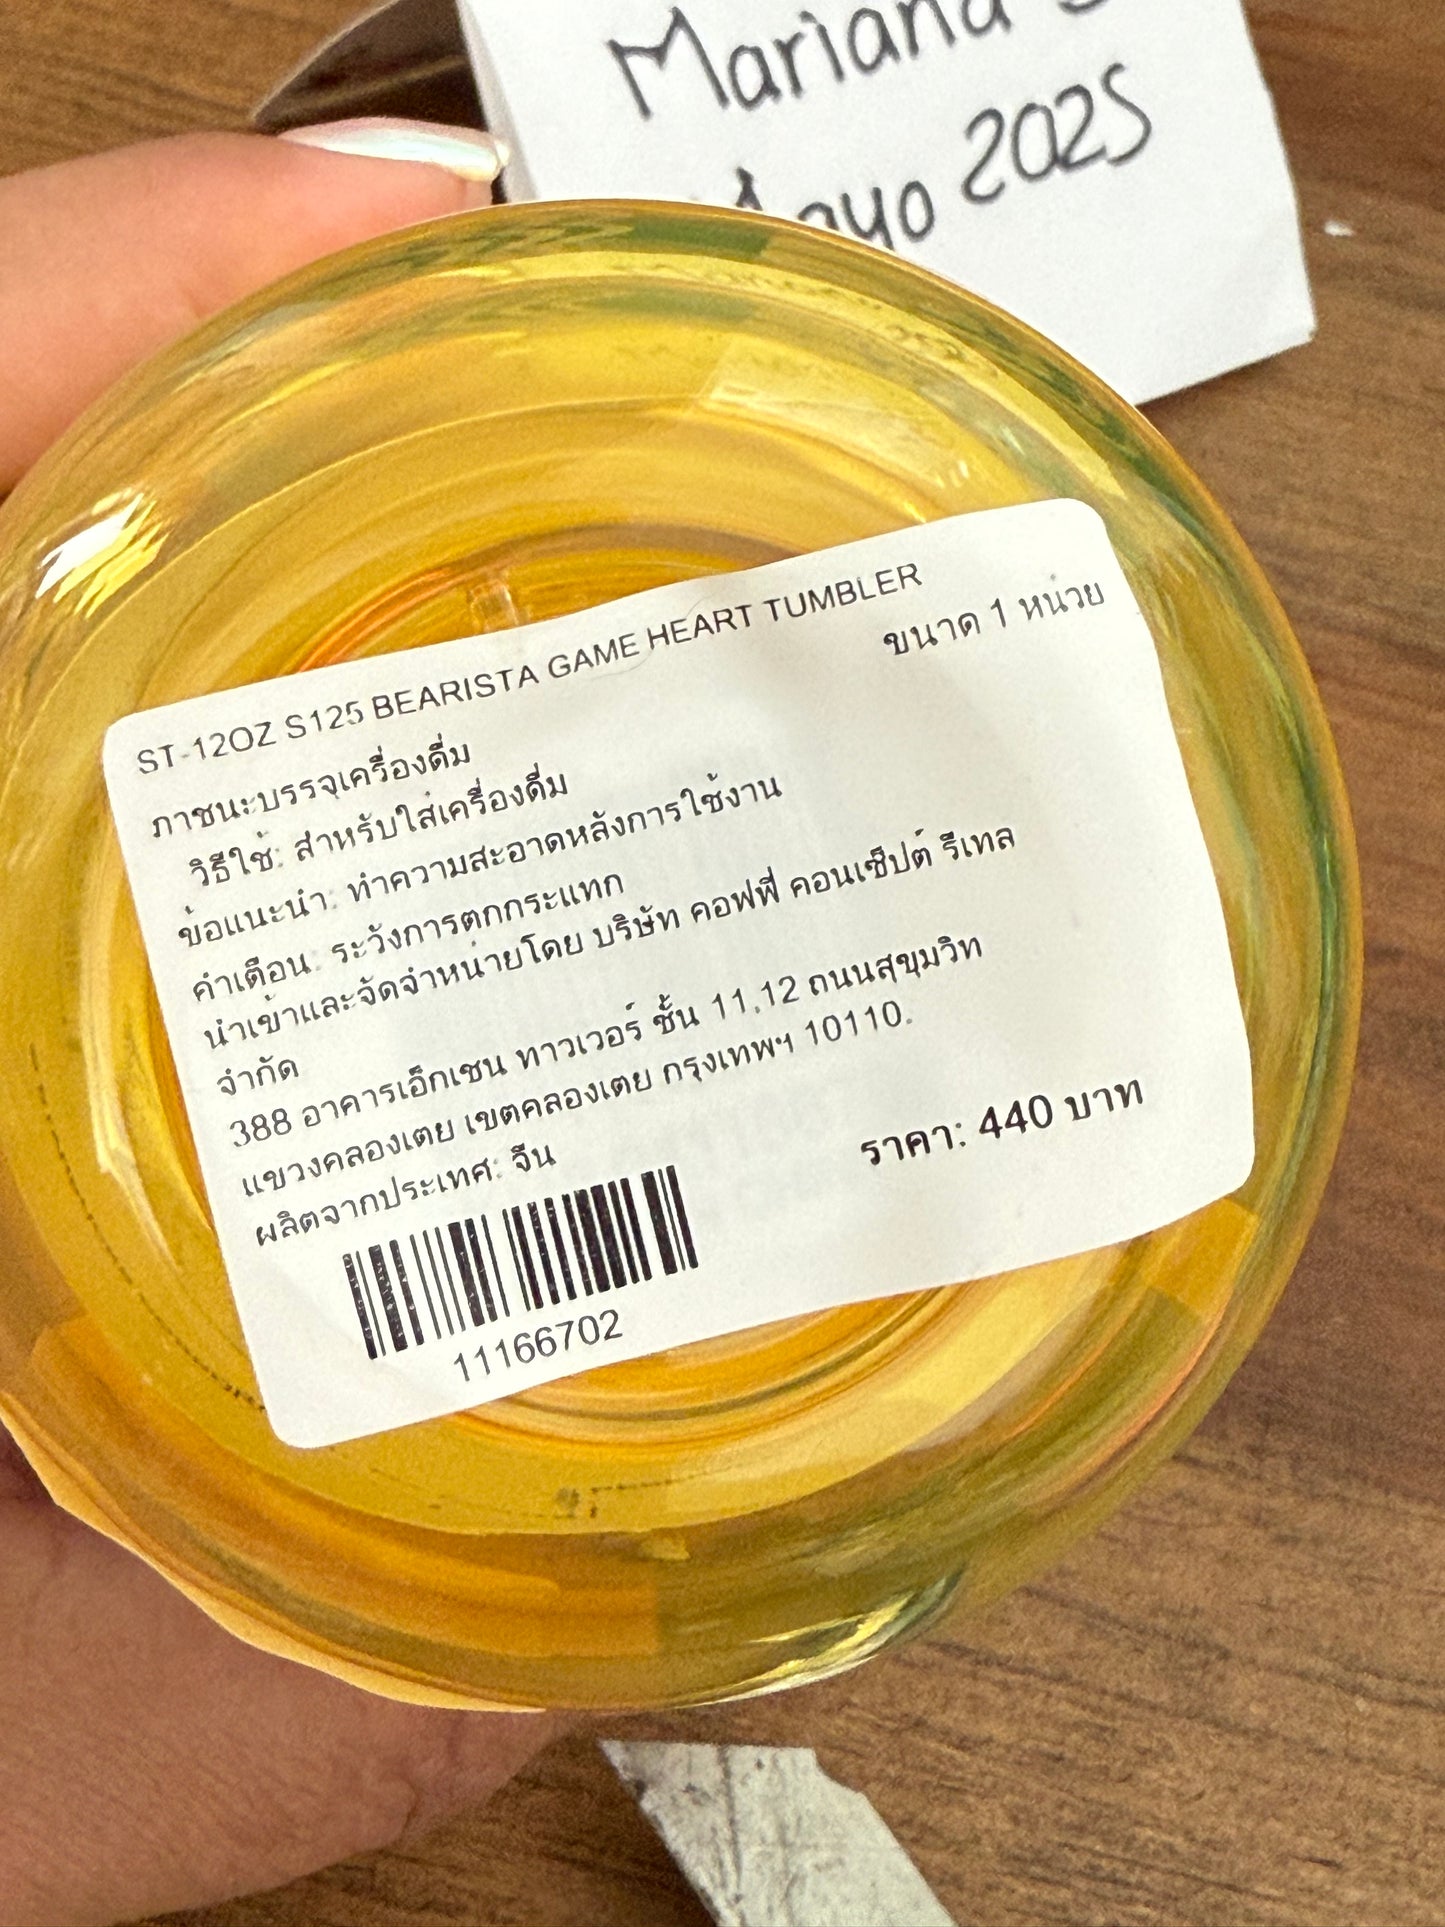 Mariana
Mayo 2025
ST-12OZ S125 BEARISTA GAME HEART TUMBLER
ขนาด 1 หน่วย
ภาชนะบรรจุเครื่องดื่ม
วิธีใช้: สำหรับใส่เครื่องดื่ม
ข้อแนะนำ: ทำความสะอาดหลังการใช้งาน
คำเตือน: ระวังการตกกระแทก
นำเข้าและจัดจำหน่ายโดย บริษัท คอฟฟี่ คอนเซ็ปต์ รีเทล
จำกัด
388 อาคารเอ็กเชน ทาวเวอร์ ชั้น 11,12 ถนนสุขุมวิท
แขวงคลองเตย เขตคลองเตย กรุงเทพฯ 10110.
ผลิตจากประเทศ: จีน
ราคา: 440 บาท
11166702